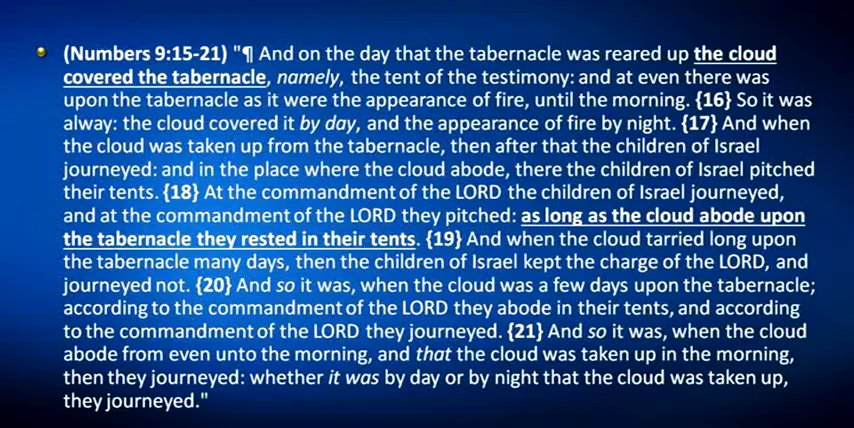 (Numbers 9:15-21) "¶ And on the day that the tabernacle was reared up the cloud
covered the tabernacle, namely, the tent of the testimony: and at even there was
upon the tabernacle as it were the appearance of fire, until the morning. {16} So it was
alway: the cloud covered it by day, and the appearance of fire by night. {17} And when
the cloud was taken up from the tabernacle, then after that the children of Israel
journeyed: and in the place where the cloud abode, there the children of Israel pitched
their tents. {18} At the commandment of the LORD the children of Israel journeyed,
and at the commandment of the LORD they pitched: as long as the cloud abode upon
the tabernacle they rested in their tents. {19} And when the cloud tarried long upon
the tabernacle many days, then the children of Israel kept the charge of the LORD, and
journeyed not. {20} And so it was, when the cloud was a few days upon the tabernacle;
according to the commandment of the LORD they abode in their tents, and according
to the commandment of the LORD they journeyed. {21} And so it was, when the cloud
abode from even unto the morning, and that the cloud was taken up in the morning,
then they journeyed: whether it was by day or by night that the cloud was taken up,
they journeyed."